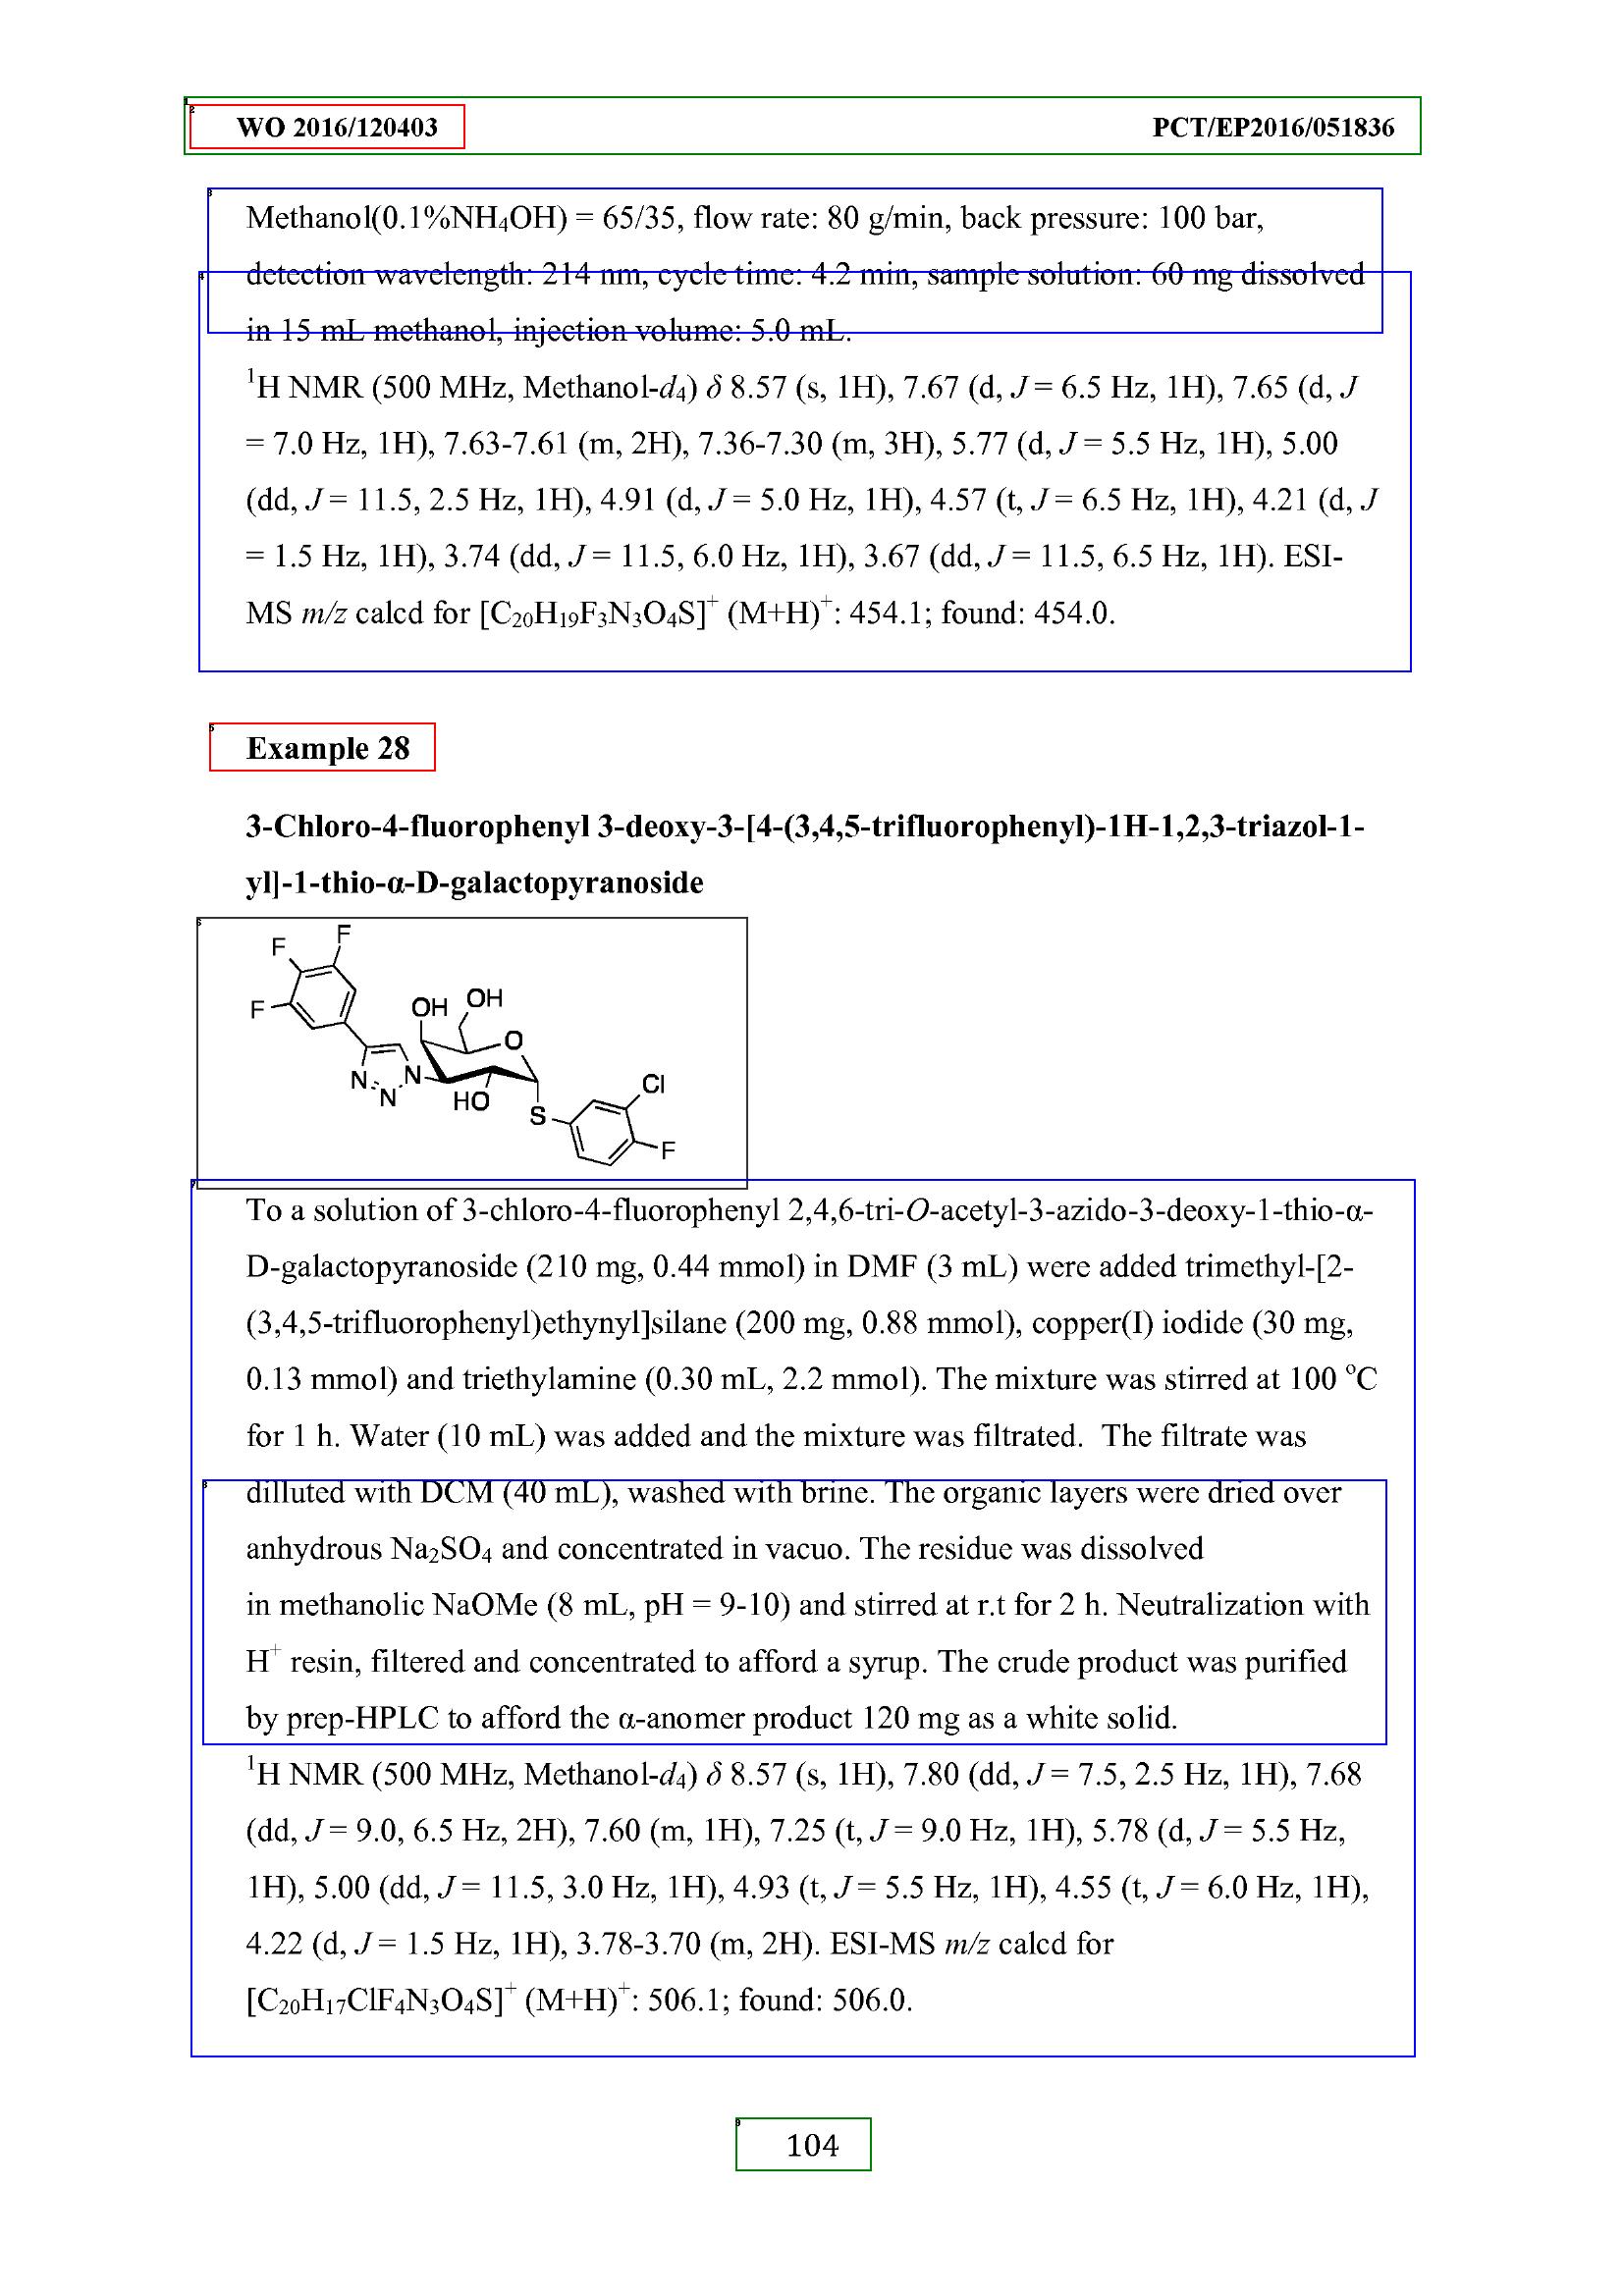 WO 2016/120403 PCT/EP2016/051836
Methanol(0.1%NH₄OH) = 65/35, flow rate: 80 g/min, back pressure: 100 bar,
detection wavelength: 214 nm, cycle time: 4.2 min, sample solution: 60 mg dissolved
in 15 mL methanol, injection volume: 5.0 mL.
¹H NMR (500 MHz, Methanol-d₄) δ 8.57 (s, 1H), 7.67 (d, J = 6.5 Hz, 1H), 7.65 (d, J
= 7.0 Hz, 1H), 7.63-7.61 (m, 2H), 7.36-7.30 (m, 3H), 5.77 (d, J = 5.5 Hz, 1H), 5.00
(dd, J = 11.5, 2.5 Hz, 1H), 4.91 (d, J = 5.0 Hz, 1H), 4.57 (t, J = 6.5 Hz, 1H), 4.21 (d, J
= 1.5 Hz, 1H), 3.74 (dd, J = 11.5, 6.0 Hz, 1H), 3.67 (dd, J = 11.5, 6.5 Hz, 1H). ESI-
MS m/z calcd for [C₂₀H₁₉F₃N₃O₄S]⁺ (M+H)⁺: 454.1; found: 454.0.
Example 28
3-Chloro-4-fluorophenyl 3-deoxy-3-[4-(3,4,5-trifluorophenyl)-1H-1,2,3-triazol-1-
yl]-1-thio-α-D-galactopyranoside
F F
F OH OH
O
N N N HO Cl
S
F
To a solution of 3-chloro-4-fluorophenyl 2,4,6-tri-O-acetyl-3-azido-3-deoxy-1-thio-α-
D-galactopyranoside (210 mg, 0.44 mmol) in DMF (3 mL) were added trimethyl-[2-
(3,4,5-trifluorophenyl)ethynyl]silane (200 mg, 0.88 mmol), copper(I) iodide (30 mg,
0.13 mmol) and triethylamine (0.30 mL, 2.2 mmol). The mixture was stirred at 100 ºC
for 1 h. Water (10 mL) was added and the mixture was filtrated. The filtrate was
dilluted with DCM (40 mL), washed with brine. The organic layers were dried over
anhydrous Na₂SO₄ and concentrated in vacuo. The residue was dissolved
in methanolic NaOMe (8 mL, pH = 9-10) and stirred at r.t for 2 h. Neutralization with
H⁺ resin, filtered and concentrated to afford a syrup. The crude product was purified
by prep-HPLC to afford the α-anomer product 120 mg as a white solid.
¹H NMR (500 MHz, Methanol-d₄) δ 8.57 (s, 1H), 7.80 (dd, J = 7.5, 2.5 Hz, 1H), 7.68
(dd, J = 9.0, 6.5 Hz, 2H), 7.60 (m, 1H), 7.25 (t, J = 9.0 Hz, 1H), 5.78 (d, J = 5.5 Hz,
1H), 5.00 (dd, J = 11.5, 3.0 Hz, 1H), 4.93 (t, J = 5.5 Hz, 1H), 4.55 (t, J = 6.0 Hz, 1H),
4.22 (d, J = 1.5 Hz, 1H), 3.78-3.70 (m, 2H). ESI-MS m/z calcd for
[C₂₀H₁₇ClF₄N₃O₄S]⁺ (M+H)⁺: 506.1; found: 506.0.
104